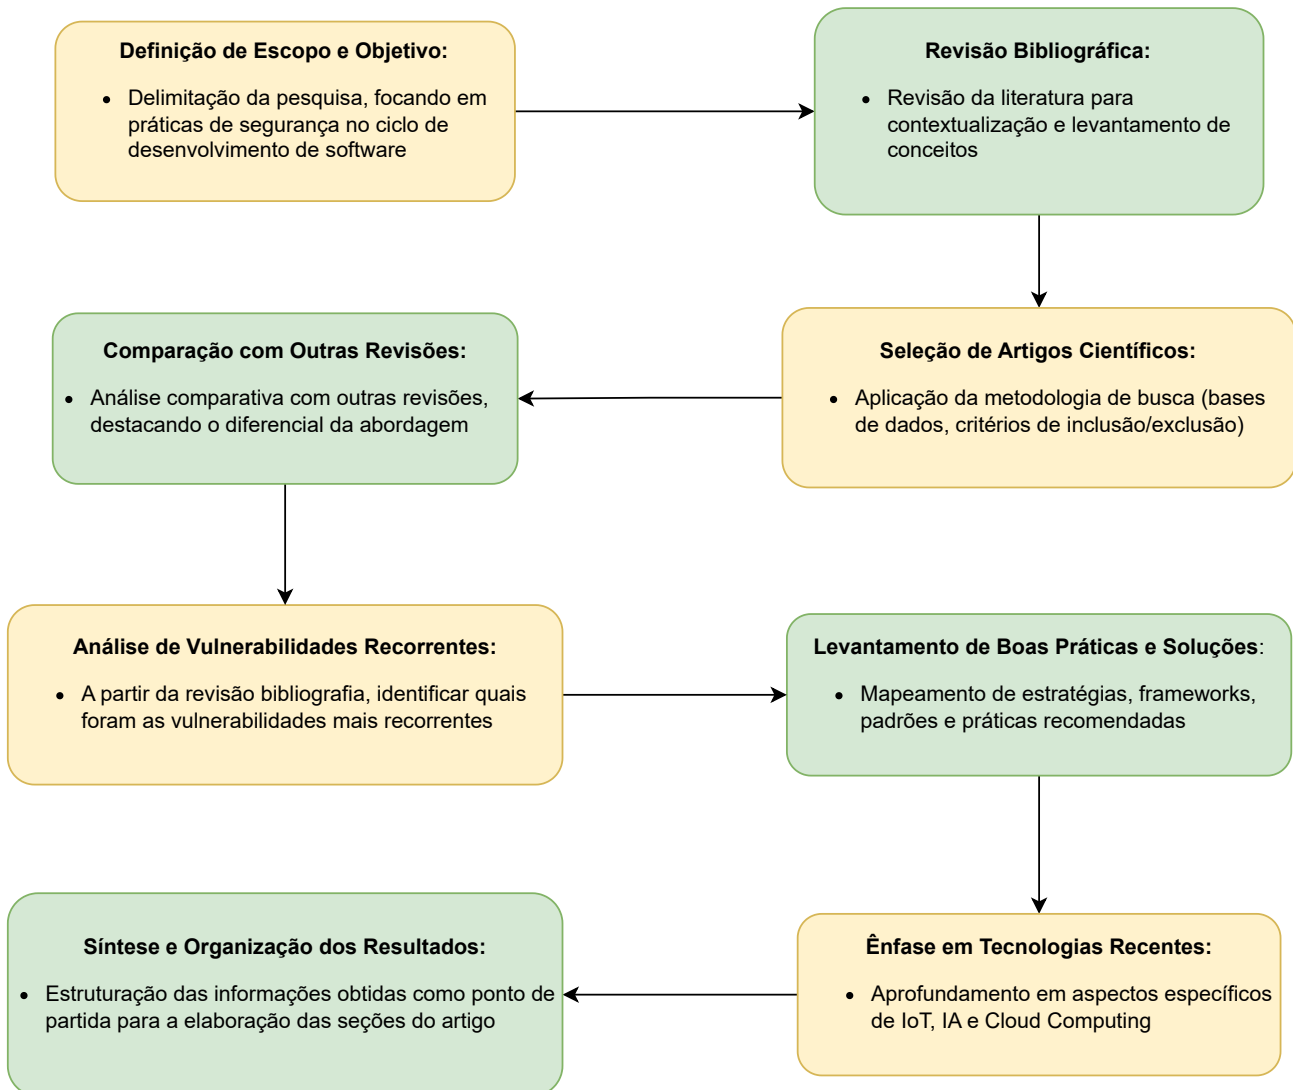 Definição de Escopo e Objetivo:
• Delimitação da pesquisa, focando em
práticas de segurança no ciclo de
desenvolvimento de software
Revisão Bibliográfica:
• Revisão da literatura para
contextualização e levantamento de
conceitos
Seleção de Artigos Científicos:
• Aplicação da metodologia de busca (bases
de dados, critérios de inclusão/exclusão)
Comparação com Outras Revisões:
• Análise comparativa com outras revisões,
destacando o diferencial da abordagem
Análise de Vulnerabilidades Recorrentes:
• A partir da revisão bibliografia, identificar quais
foram as vulnerabilidades mais recorrentes
Levantamento de Boas Práticas e Soluções:
• Mapeamento de estratégias, frameworks,
padrões e práticas recomendadas
Ênfase em Tecnologias Recentes:
• Aprofundamento em aspectos específicos
de IoT, IA e Cloud Computing
Síntese e Organização dos Resultados:
• Estruturação das informações obtidas como ponto de
partida para a elaboração das seções do artigo